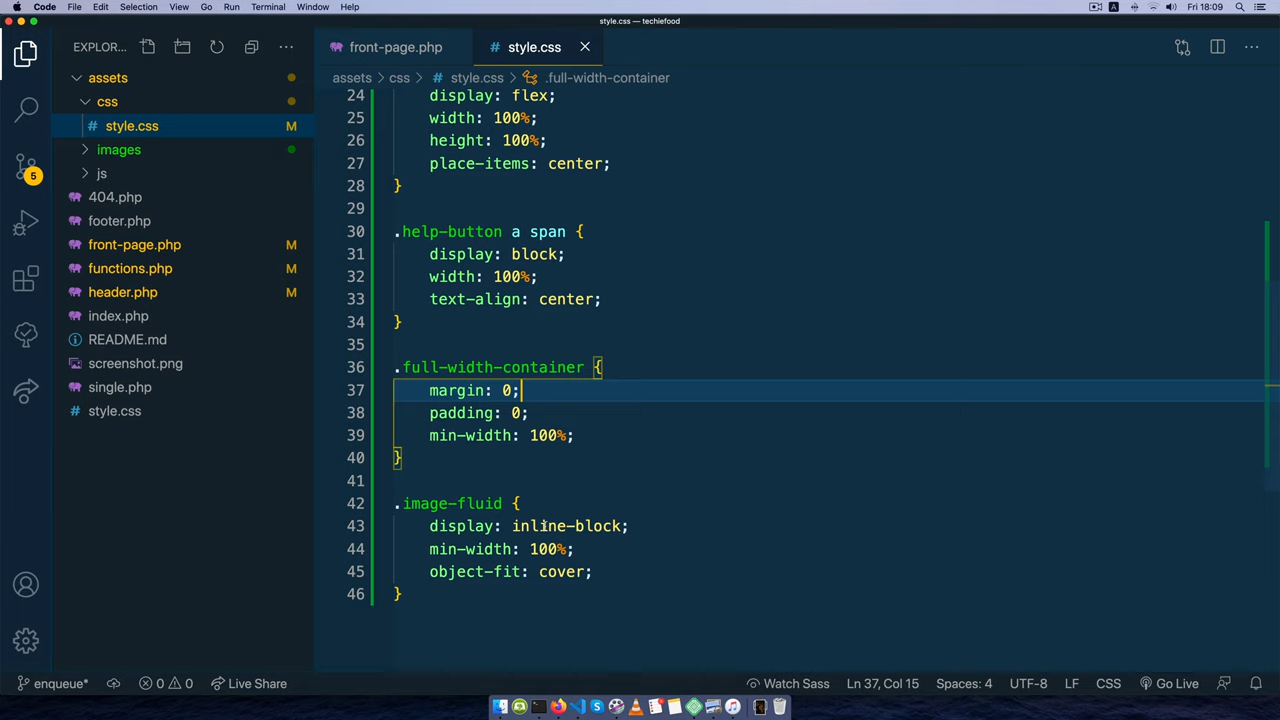 Code File Edit Selection View Go Run Terminal Window Help A Fri 18:09
style.css — techiefood
EXPLOR... front-page.php # style.css
assets assets > css > # style.css > .full-width-container
css
# style.css M
images
js
404.php
footer.php
front-page.php M
functions.php M
header.php M
index.php
README.md
screenshot.png
single.php
style.css
5
24 display: flex;
25 width: 100%;
26 height: 100%;
27 place-items: center;
28 }
29
30 .help-button a span {
31 display: block;
32 width: 100%;
33 text-align: center;
34 }
35
36 .full-width-container {
37 margin: 0;
38 padding: 0;
39 min-width: 100%;
40 }
41
42 .image-fluid {
43 display: inline-block;
44 min-width: 100%;
45 object-fit: cover;
46 }
enqueue* 0 0 Live Share Watch Sass Ln 37, Col 15 Spaces: 4 UTF-8 LF CSS Go Live